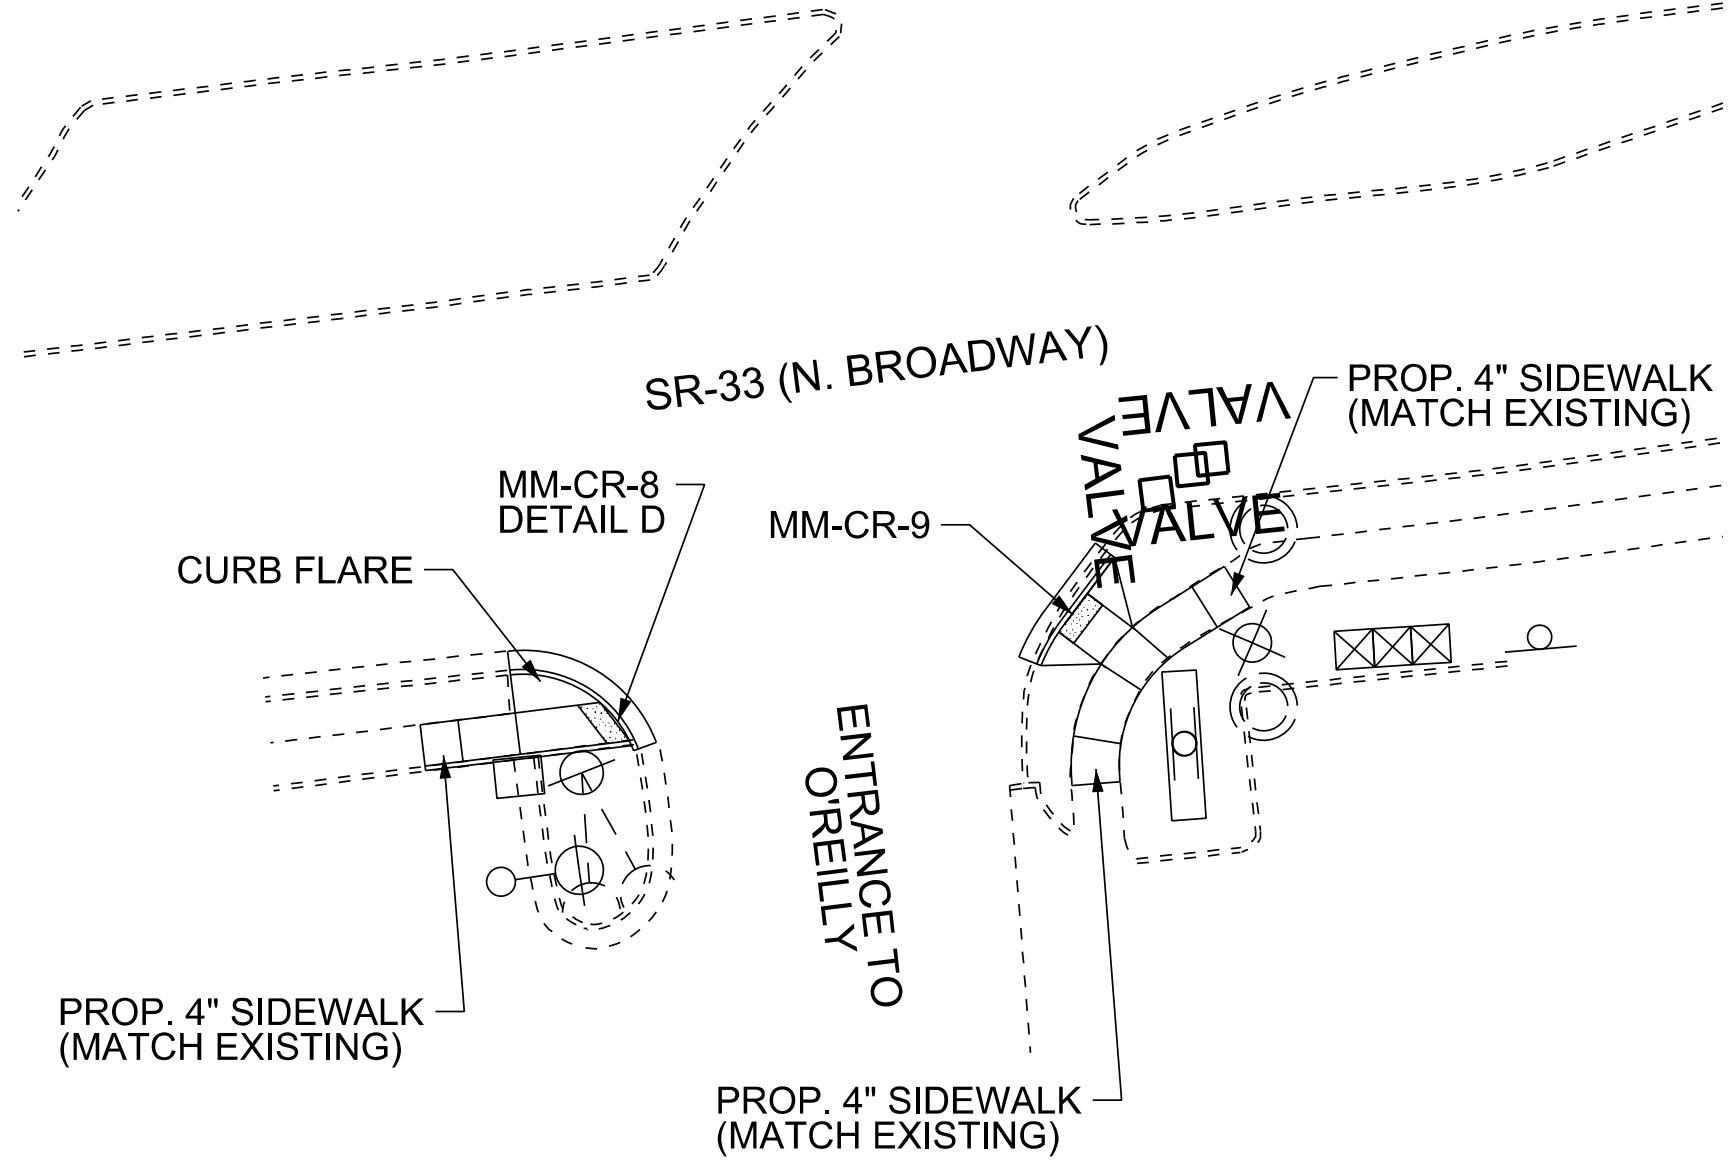 SR-33 (N. BROADWAY)
VALVE
VALVE
VALVE
PROP. 4" SIDEWALK
(MATCH EXISTING)
MM-CR-8
DETAIL D
MM-CR-9
CURB FLARE
ENTRANCE TO
O'REILLY
PROP. 4" SIDEWALK
(MATCH EXISTING)
PROP. 4" SIDEWALK
(MATCH EXISTING)